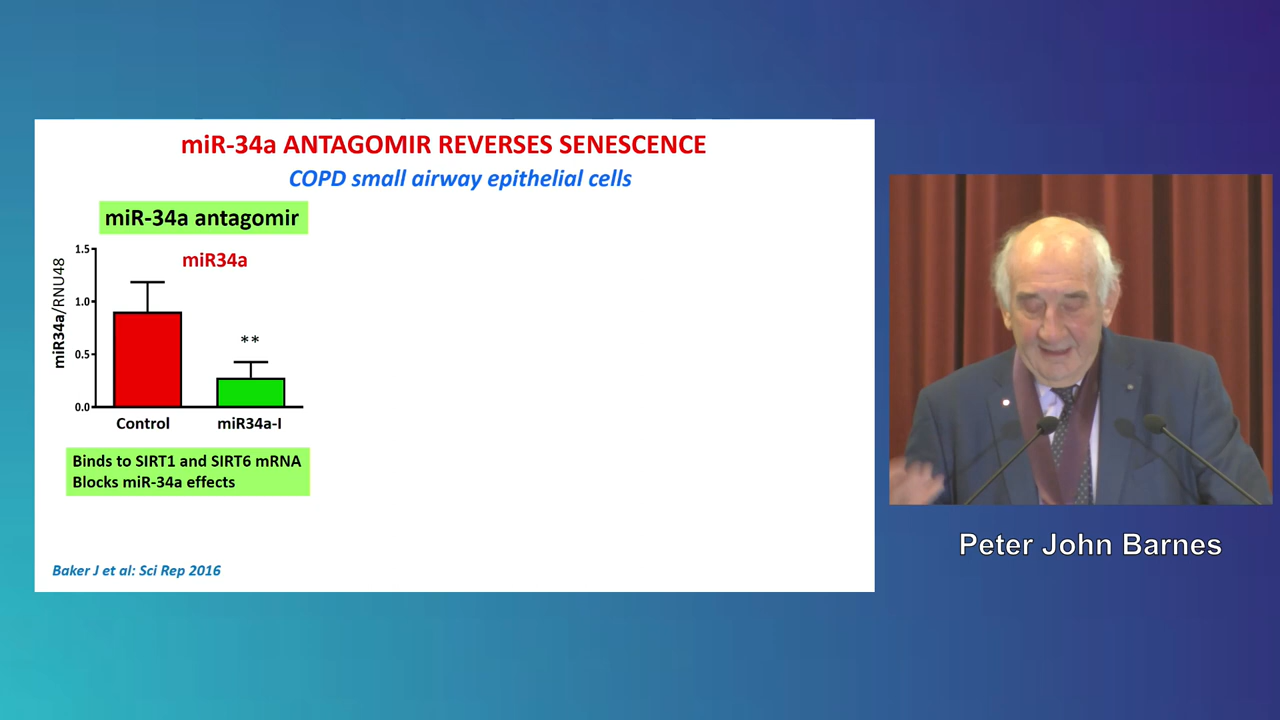 miR-34a ANTAGOMIR REVERSES SENESCENCE
COPD small airway epithelial cells
miR-34a antagomir
miR34a
miR34a/RNU48
1.5
1.0
0.5
0.0
**
Control
miR34a-I
Binds to SIRT1 and SIRT6 mRNA
Blocks miR-34a effects
Baker J et al: Sci Rep 2016
Peter John Barnes